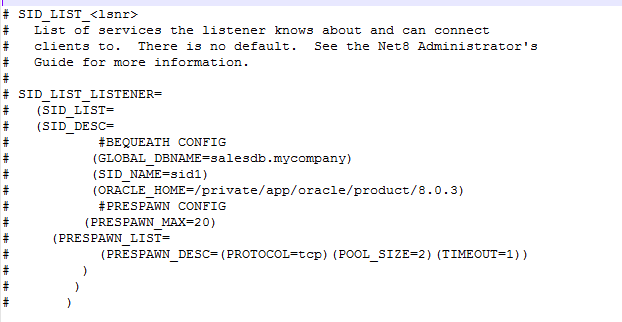 # SID_LIST_<lsnr>
#   List of services the listener knows about and can connect
#   clients to.  There is no default.  See the Net8 Administrator's
#   Guide for more information.
#
# SID_LIST_LISTENER=
#   (SID_LIST=
#   (SID_DESC=
#           #BEQUEATH CONFIG
#          (GLOBAL_DBNAME=salesdb.mycompany)
#          (SID_NAME=sid1)
#          (ORACLE_HOME=/private/app/oracle/product/8.0.3)
#           #PRESPAWN CONFIG
#         (PRESPAWN_MAX=20)
#     (PRESPAWN_LIST=
#           (PRESPAWN_DESC=(PROTOCOL=tcp)(POOL_SIZE=2)(TIMEOUT=1))
#         )
#        )
#       )